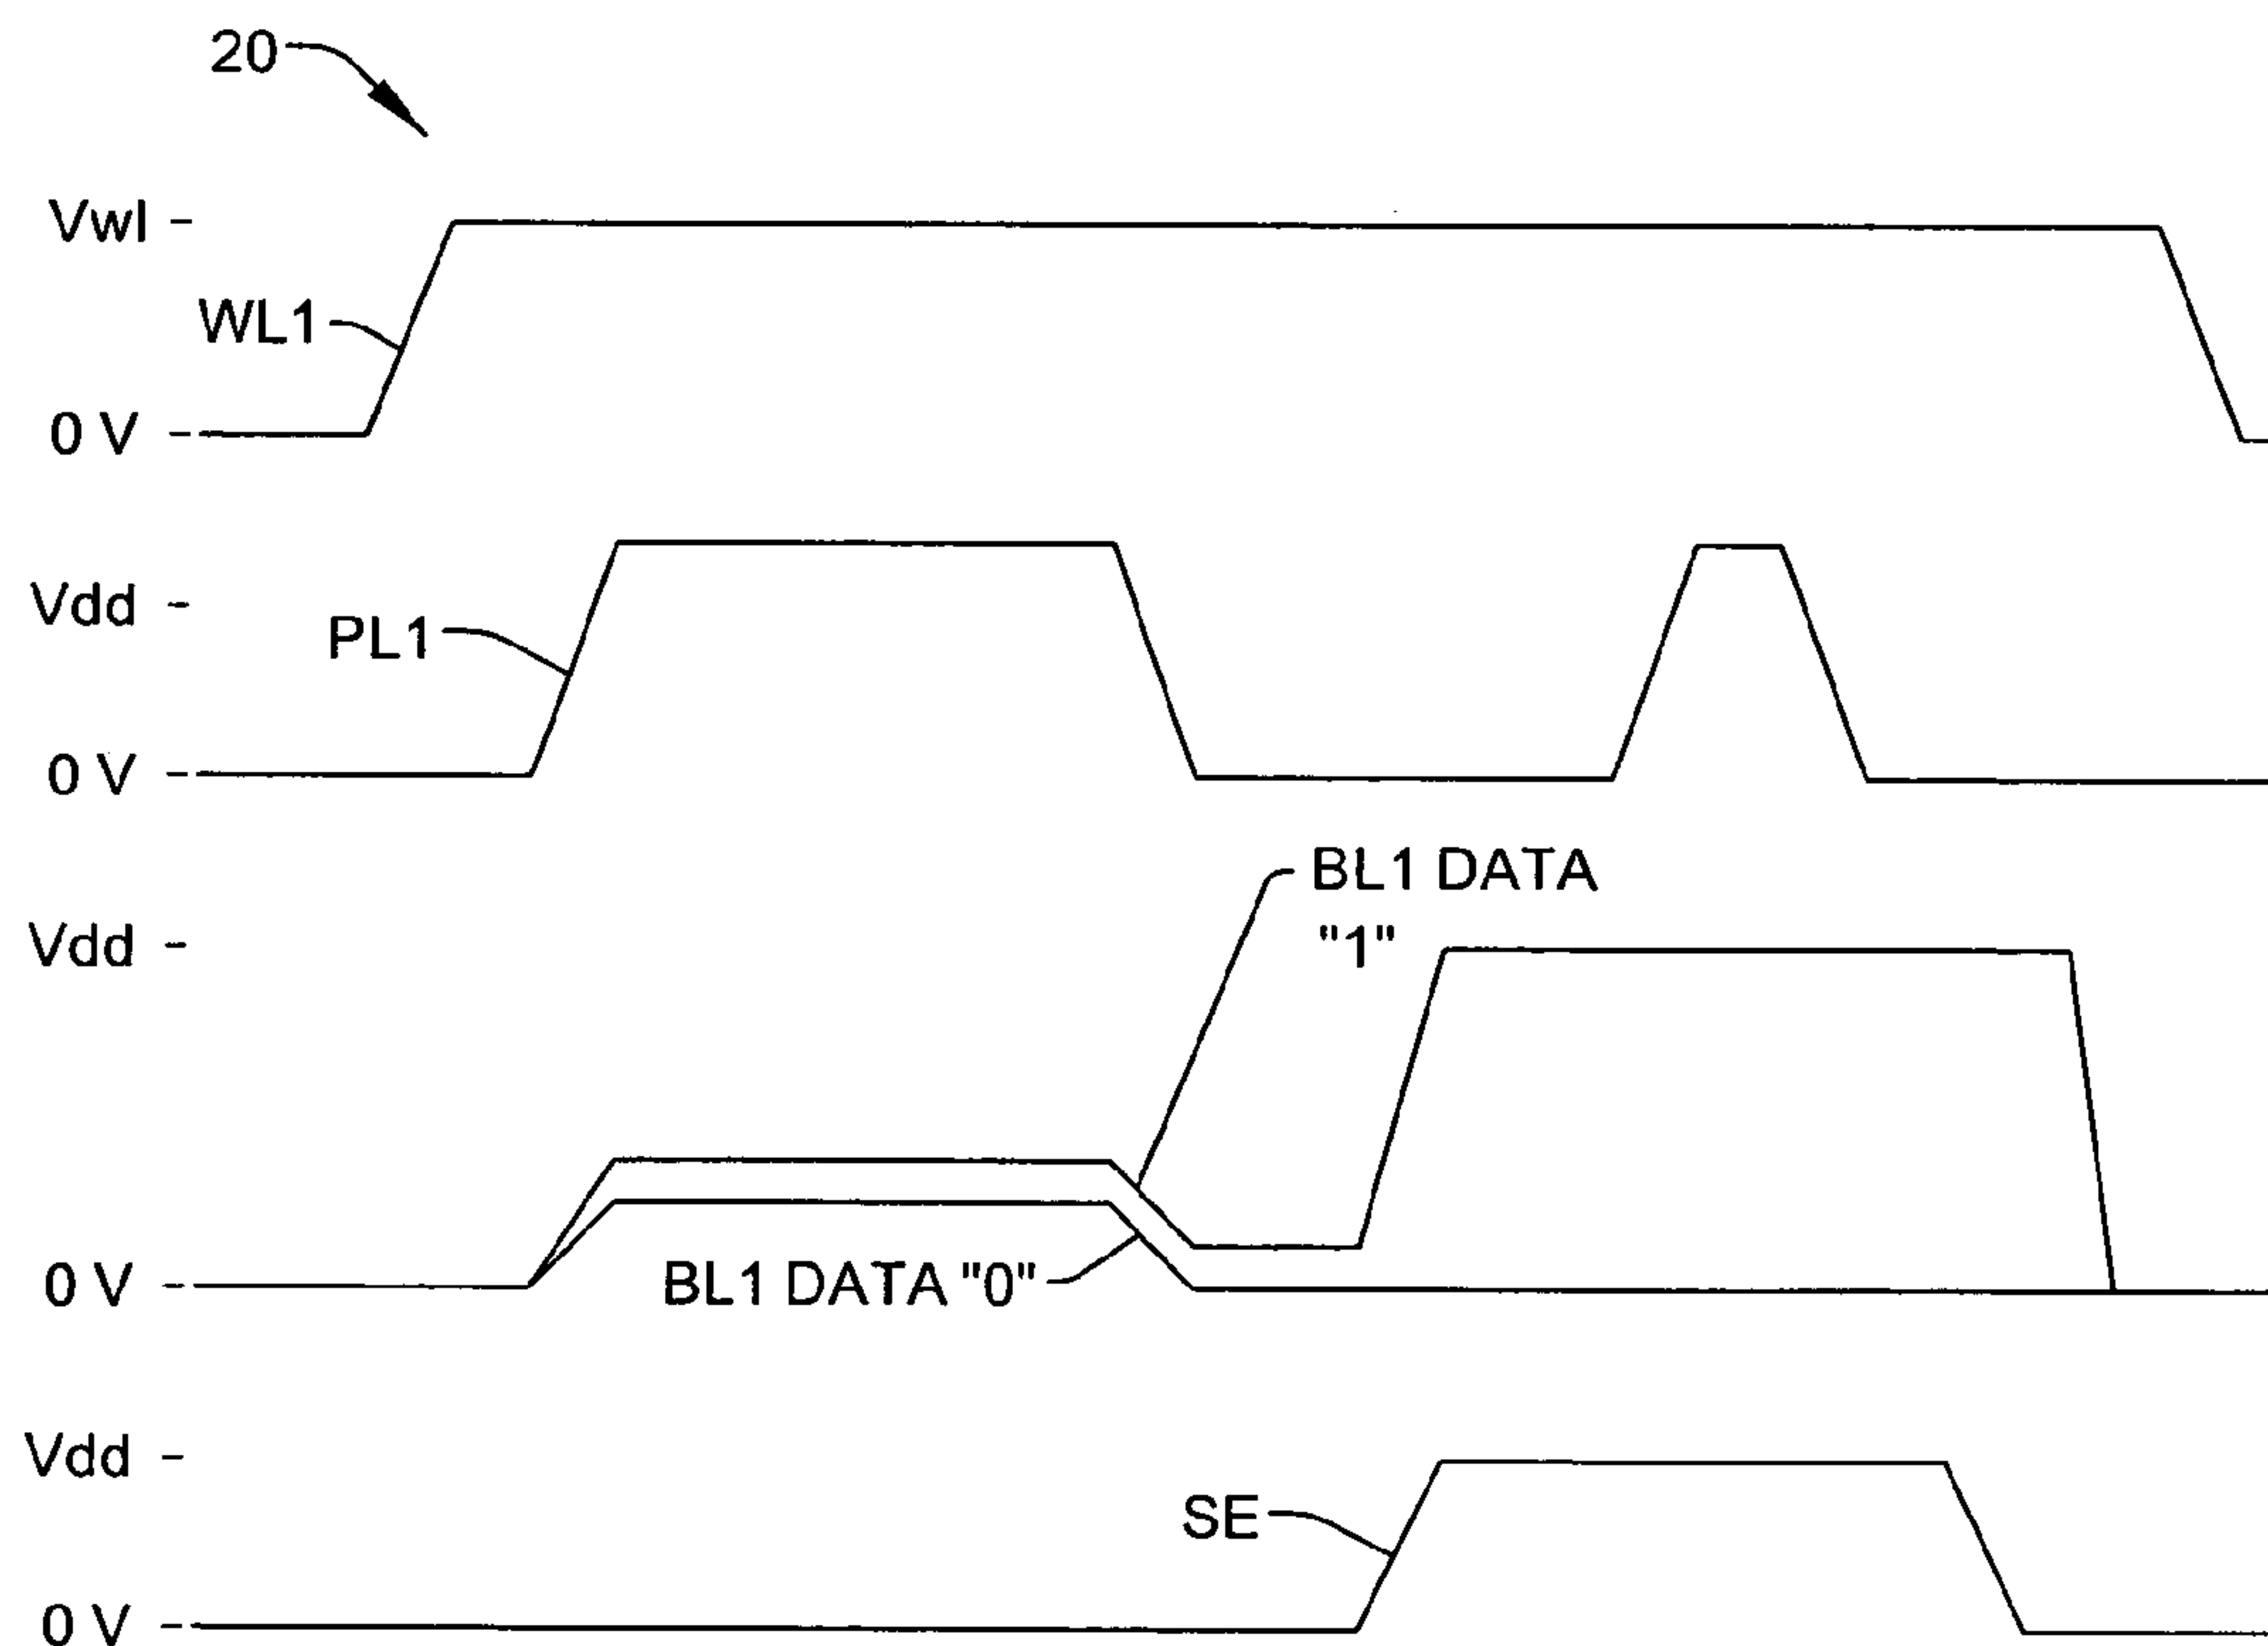 20
Vwl
WL1
0 V
Vdd
PL1
0 V
BL1 DATA
"1"
Vdd
0 V
BL1 DATA "0"
Vdd
SE
0 V